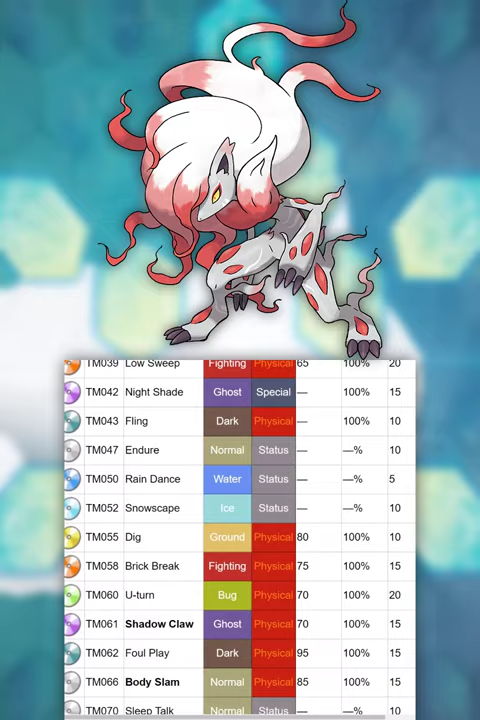 TM039 Low Sweep Fighting Physical 65 100% 20
TM042 Night Shade Ghost Special — 100% 15
TM043 Fling Dark Physical — 100% 10
TM047 Endure Normal Status — —% 10
TM050 Rain Dance Water Status — —% 5
TM052 Snowscape Ice Status — —% 10
TM055 Dig Ground Physical 80 100% 10
TM058 Brick Break Fighting Physical 75 100% 15
TM060 U-turn Bug Physical 70 100% 20
TM061 Shadow Claw Ghost Physical 70 100% 15
TM062 Foul Play Dark Physical 95 100% 15
TM066 Body Slam Normal Physical 85 100% 15
TM070 Sleep Talk Normal Status — —% 10